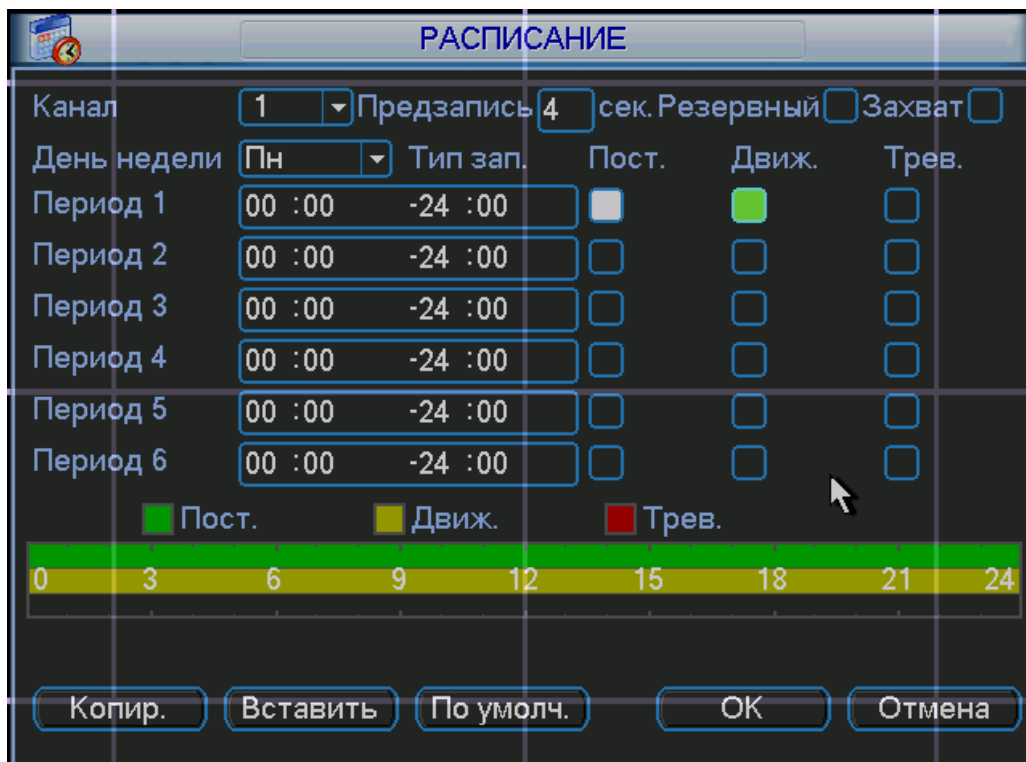 РАСПИСАНИЕ
Канал 1 Предзапись 4 сек. Резервный Захват
День недели Пн Тип зап. Пост. Движ. Трев.
Период 1 00 :00 -24 :00
Период 2 00 :00 -24 :00
Период 3 00 :00 -24 :00
Период 4 00 :00 -24 :00
Период 5 00 :00 -24 :00
Период 6 00 :00 -24 :00
Пост. Движ. Трев.
0 3 6 9 12 15 18 21 24
Копир. Вставить По умолч. OK Отмена